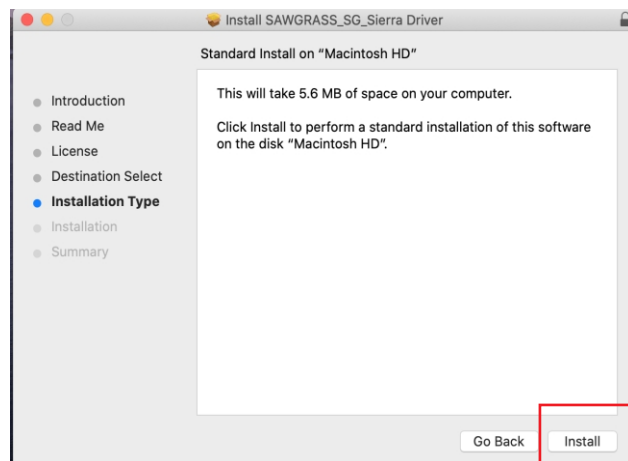 Install SAWGRASS_SG_Sierra Driver
Standard Install on “Macintosh HD”
Introduction
Read Me
License
Destination Select
Installation Type
Installation
Summary
This will take 5.6 MB of space on your computer.
Click Install to perform a standard installation of this software
on the disk “Macintosh HD”.
Go Back
Install